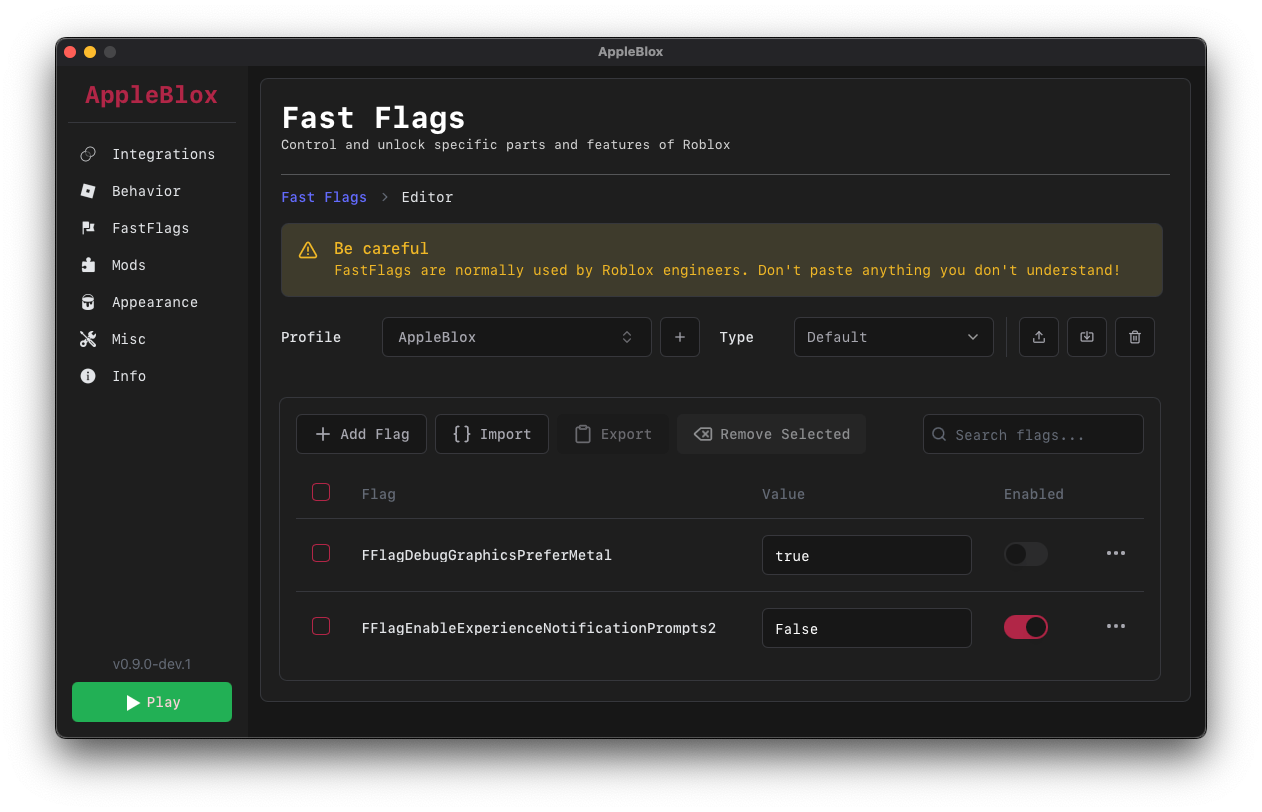 AppleBlox
AppleBlox
Integrations
Behavior
FastFlags
Mods
Appearance
Misc
Info
v0.9.0-dev.1
Play
Fast Flags
Control and unlock specific parts and features of Roblox
Fast Flags > Editor
Be careful
FastFlags are normally used by Roblox engineers. Don't paste anything you don't understand!
Profile AppleBlox + Type Default
+ Add Flag {} Import Export Remove Selected Search flags...
Flag Value Enabled
FFlagDebugGraphicsPreferMetal true
FFlagEnableExperienceNotificationPrompts2 False